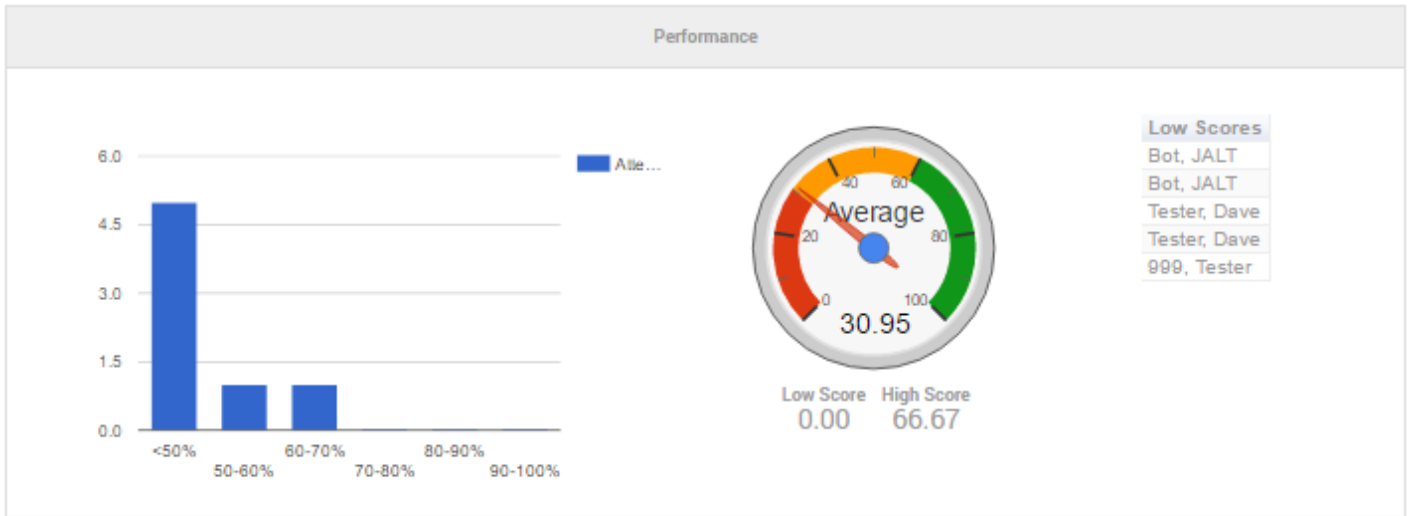 Performance
6.0
4.5
3.0
1.5
0.0
<50%
50-60%
60-70%
70-80%
80-90%
90-100%
Atte...
Average
0
20
40
60
80
100
30.95
Low Score High Score
0.00 66.67
Low Scores
Bot, JALT
Bot, JALT
Tester, Dave
Tester, Dave
999, Tester